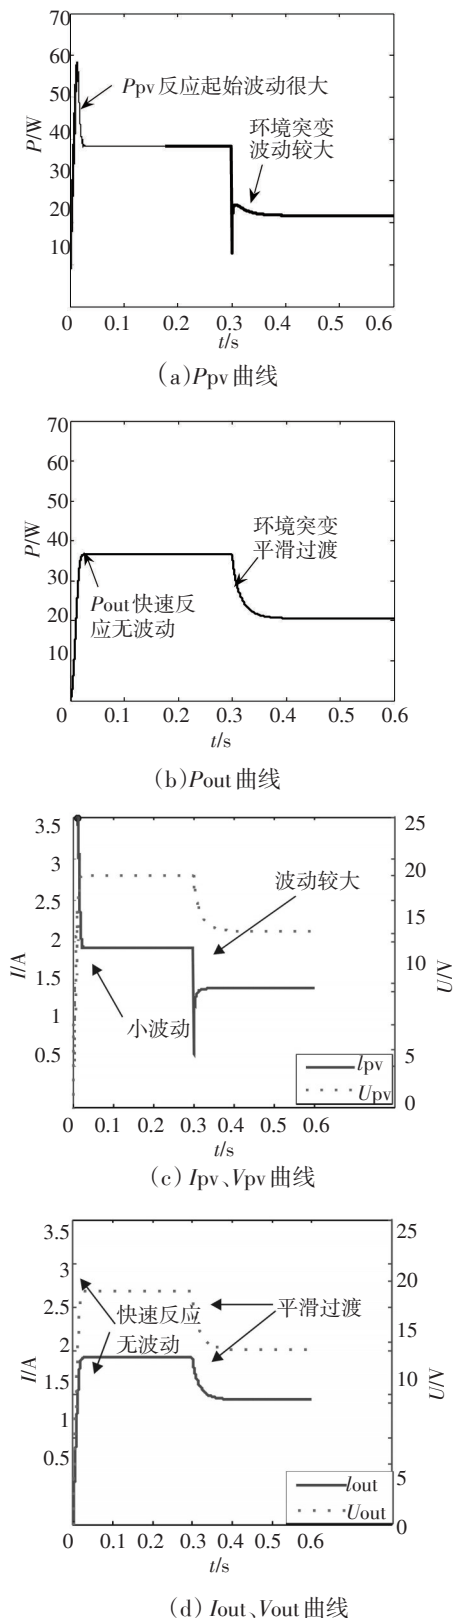 70
60
50
40
30
20
10
P/W
Ppv反应起始波动很大
环境突变
波动较大
0 0.1 0.2 0.3 0.4 0.5 0.6
t/s
(a)Ppv曲线
70
60
50
40
30
20
10
P/W
环境突变
平滑过渡
Pout快速反
应无波动
0 0.1 0.2 0.3 0.4 0.5 0.6
t/s
(b)Pout曲线
3.5
3
2.5
2
1.5
1
0.5
I/A
25
20
15
10
5
0
U/V
波动较大
小波动
Ipv
Upv
0 0.1 0.2 0.3 0.4 0.5 0.6
t/s
(c) Ipv、Vpv曲线
3.5
3
2.5
2
1.5
1
0.5
I/A
25
20
15
10
5
0
U/V
快速反应
无波动
平滑过渡
Iout
Uout
0 0.1 0.2 0.3 0.4 0.5 0.6
t/s
(d) Iout、Vout曲线